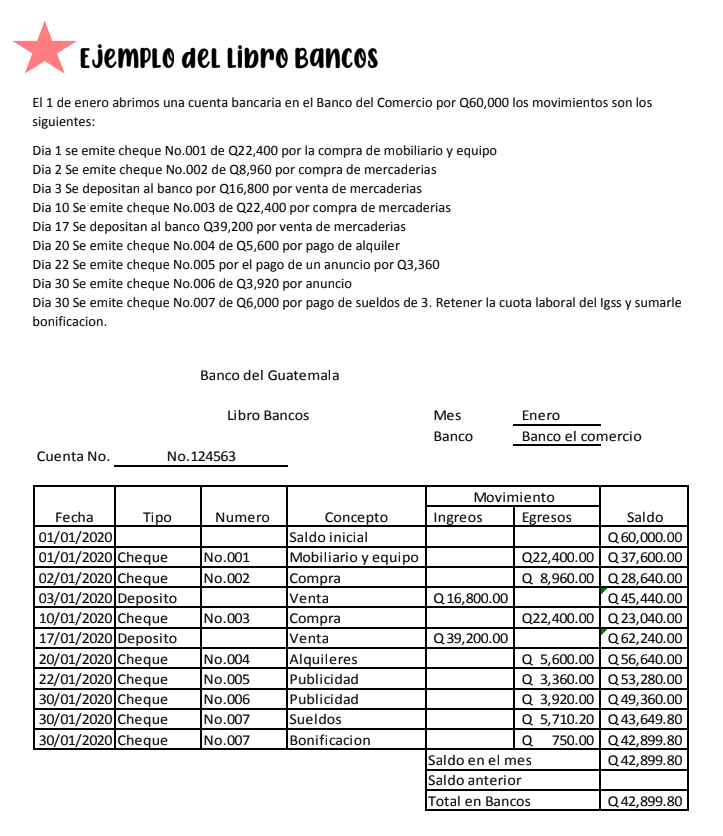 EJEMPLO del LIBRO BANCOS
El 1 de enero abrimos una cuenta bancaria en el Banco del Comercio por Q60,000 los movimientos son los
siguientes:
Dia 1 se emite cheque No.001 de Q22,400 por la compra de mobiliario y equipo
Dia 2 Se emite cheque No.002 de Q8,960 por compra de mercaderias
Dia 3 Se depositan al banco por Q16,800 por venta de mercaderias
Dia 10 Se emite cheque No.003 de Q22,400 por compra de mercaderias
Dia 17 Se depositan al banco Q39,200 por venta de mercaderias
Dia 20 Se emite cheque No.004 de Q5,600 por pago de alquiler
Dia 22 Se emite cheque No.005 por el pago de un anuncio por Q3,360
Dia 30 Se emite cheque No.006 de Q3,920 por anuncio
Dia 30 Se emite cheque No.007 de Q6,000 por pago de sueldos de 3. Retener la cuota laboral del Igss y sumarle
bonificacion.
Banco del Guatemala
Libro Bancos Mes Enero
Banco Banco el comercio
Cuenta No. No.124563
Movimiento
Fecha Tipo Numero Concepto Ingreos Egresos Saldo
01/01/2020 Saldo inicial Q 60,000.00
01/01/2020 Cheque No.001 Mobiliario y equipo Q22,400.00 Q 37,600.00
02/01/2020 Cheque No.002 Compra Q 8,960.00 Q 28,640.00
03/01/2020 Deposito Venta Q 16,800.00 Q 45,440.00
10/01/2020 Cheque No.003 Compra Q22,400.00 Q 23,040.00
17/01/2020 Deposito Venta Q 39,200.00 Q 62,240.00
20/01/2020 Cheque No.004 Alquileres Q 5,600.00 Q 56,640.00
22/01/2020 Cheque No.005 Publicidad Q 3,360.00 Q 53,280.00
30/01/2020 Cheque No.006 Publicidad Q 3,920.00 Q 49,360.00
30/01/2020 Cheque No.007 Sueldos Q 5,710.20 Q 43,649.80
30/01/2020 Cheque No.007 Bonificacion Q 750.00 Q 42,899.80
Saldo en el mes Q 42,899.80
Saldo anterior
Total en Bancos Q 42,899.80